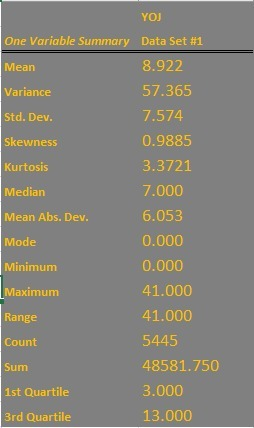 YOJ
One Variable Summary Data Set #1
Mean 8.922
Variance 57.365
Std. Dev. 7.574
Skewness 0.9885
Kurtosis 3.3721
Median 7.000
Mean Abs. Dev. 6.053
Mode 0.000
Minimum 0.000
Maximum 41.000
Range 41.000
Count 5445
Sum 48581.750
1st Quartile 3.000
3rd Quartile 13.000